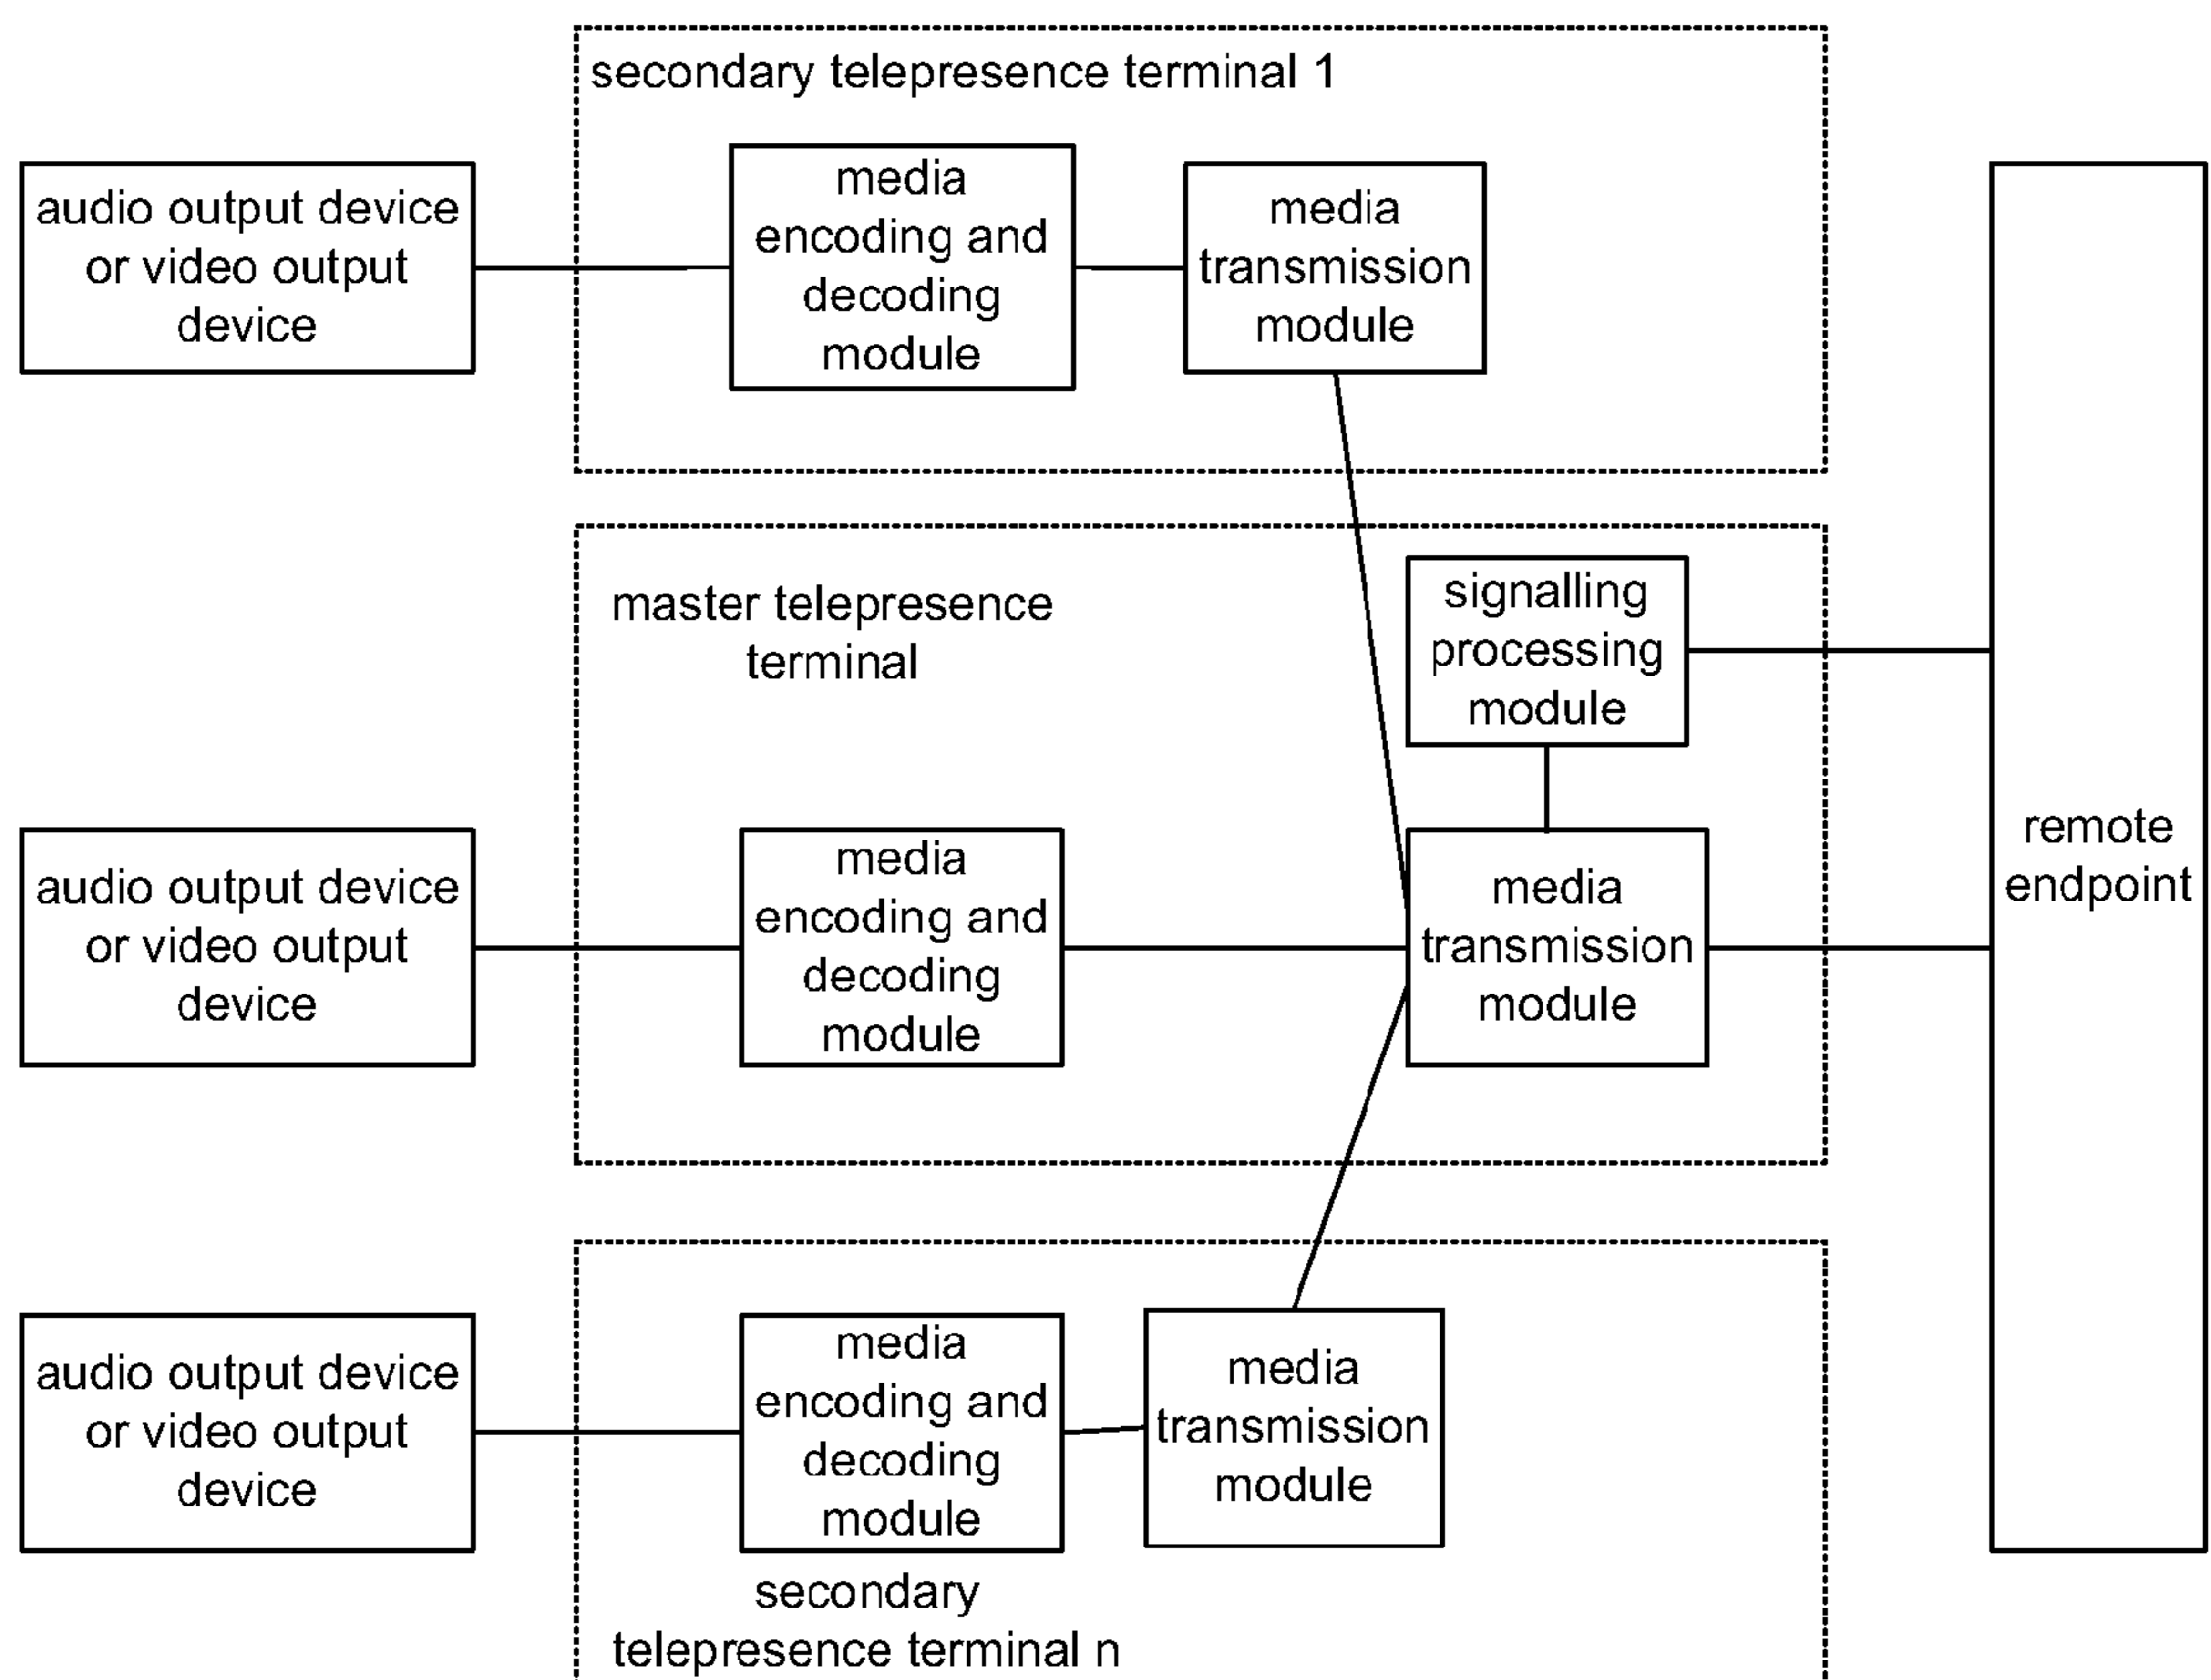 secondary telepresence terminal 1
audio output device
or video output
device
media
encoding and
decoding
module
media
transmission
module
master telepresence
terminal
signalling
processing
module
audio output device
or video output
device
media
encoding and
decoding
module
media
transmission
module
remote
endpoint
audio output device
or video output
device
media
encoding and
decoding
module
media
transmission
module
secondary
telepresence terminal n